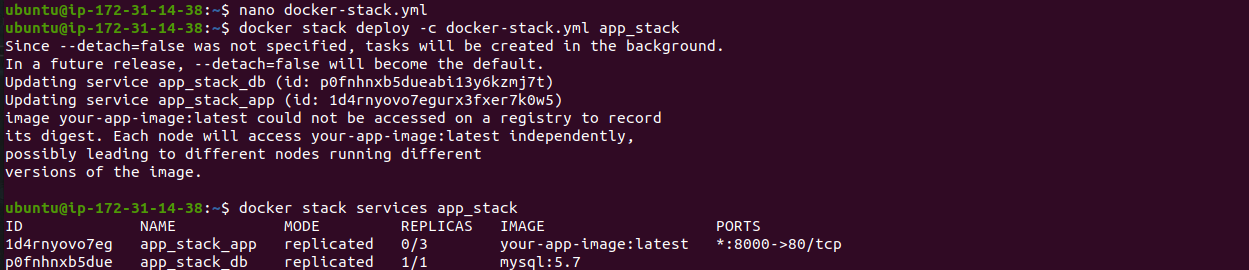 ubuntu@ip-172-31-14-38:~$ nano docker-stack.yml
ubuntu@ip-172-31-14-38:~$ docker stack deploy -c docker-stack.yml app_stack
Since --detach=false was not specified, tasks will be created in the background.
In a future release, --detach=false will become the default.
Updating service app_stack_db (id: p0fnhnxb5dueabi13y6kzmj7t)
Updating service app_stack_app (id: 1d4rnyovo7egurx3fxer7k0w5)
image your-app-image:latest could not be accessed on a registry to record
its digest. Each node will access your-app-image:latest independently,
possibly leading to different nodes running different
versions of the image.
ubuntu@ip-172-31-14-38:~$ docker stack services app_stack
ID NAME MODE REPLICAS IMAGE PORTS
1d4rnyovo7eg app_stack_app replicated 0/3 your-app-image:latest *:8000->80/tcp
p0fnhnxb5due app_stack_db replicated 1/1 mysql:5.7